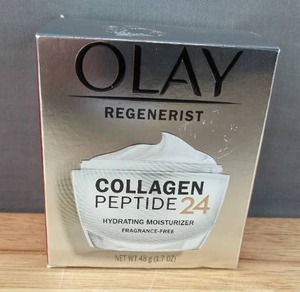 OLAY
REGENERIST
COLLAGEN
PEPTIDE24
HYDRATING MOISTURIZER
FRAGRANCE-FREE
NET WT 48 g (1.7 OZ)